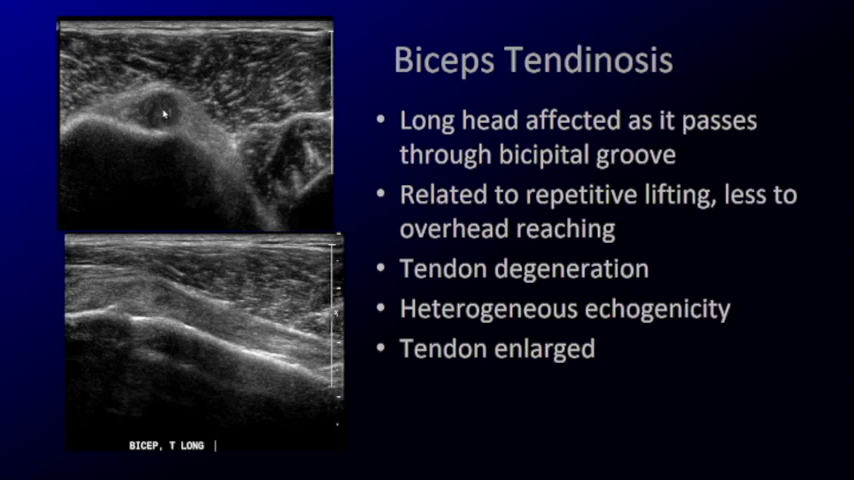 Biceps Tendinosis
• Long head affected as it passes
through bicipital groove
• Related to repetitive lifting, less to
overhead reaching
• Tendon degeneration
• Heterogeneous echogenicity
• Tendon enlarged
BICEP, T LONG |